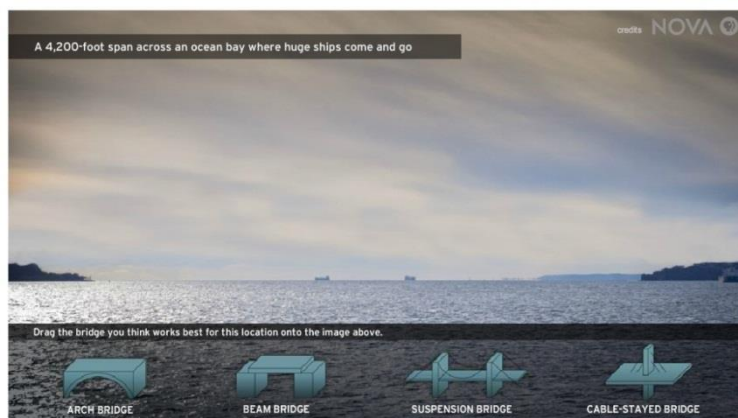 credits NOVA
A 4,200-foot span across an ocean bay where huge ships come and go
Drag the bridge you think works best for this location onto the image above.
ARCH BRIDGE BEAM BRIDGE SUSPENSION BRIDGE CABLE-STAYED BRIDGE